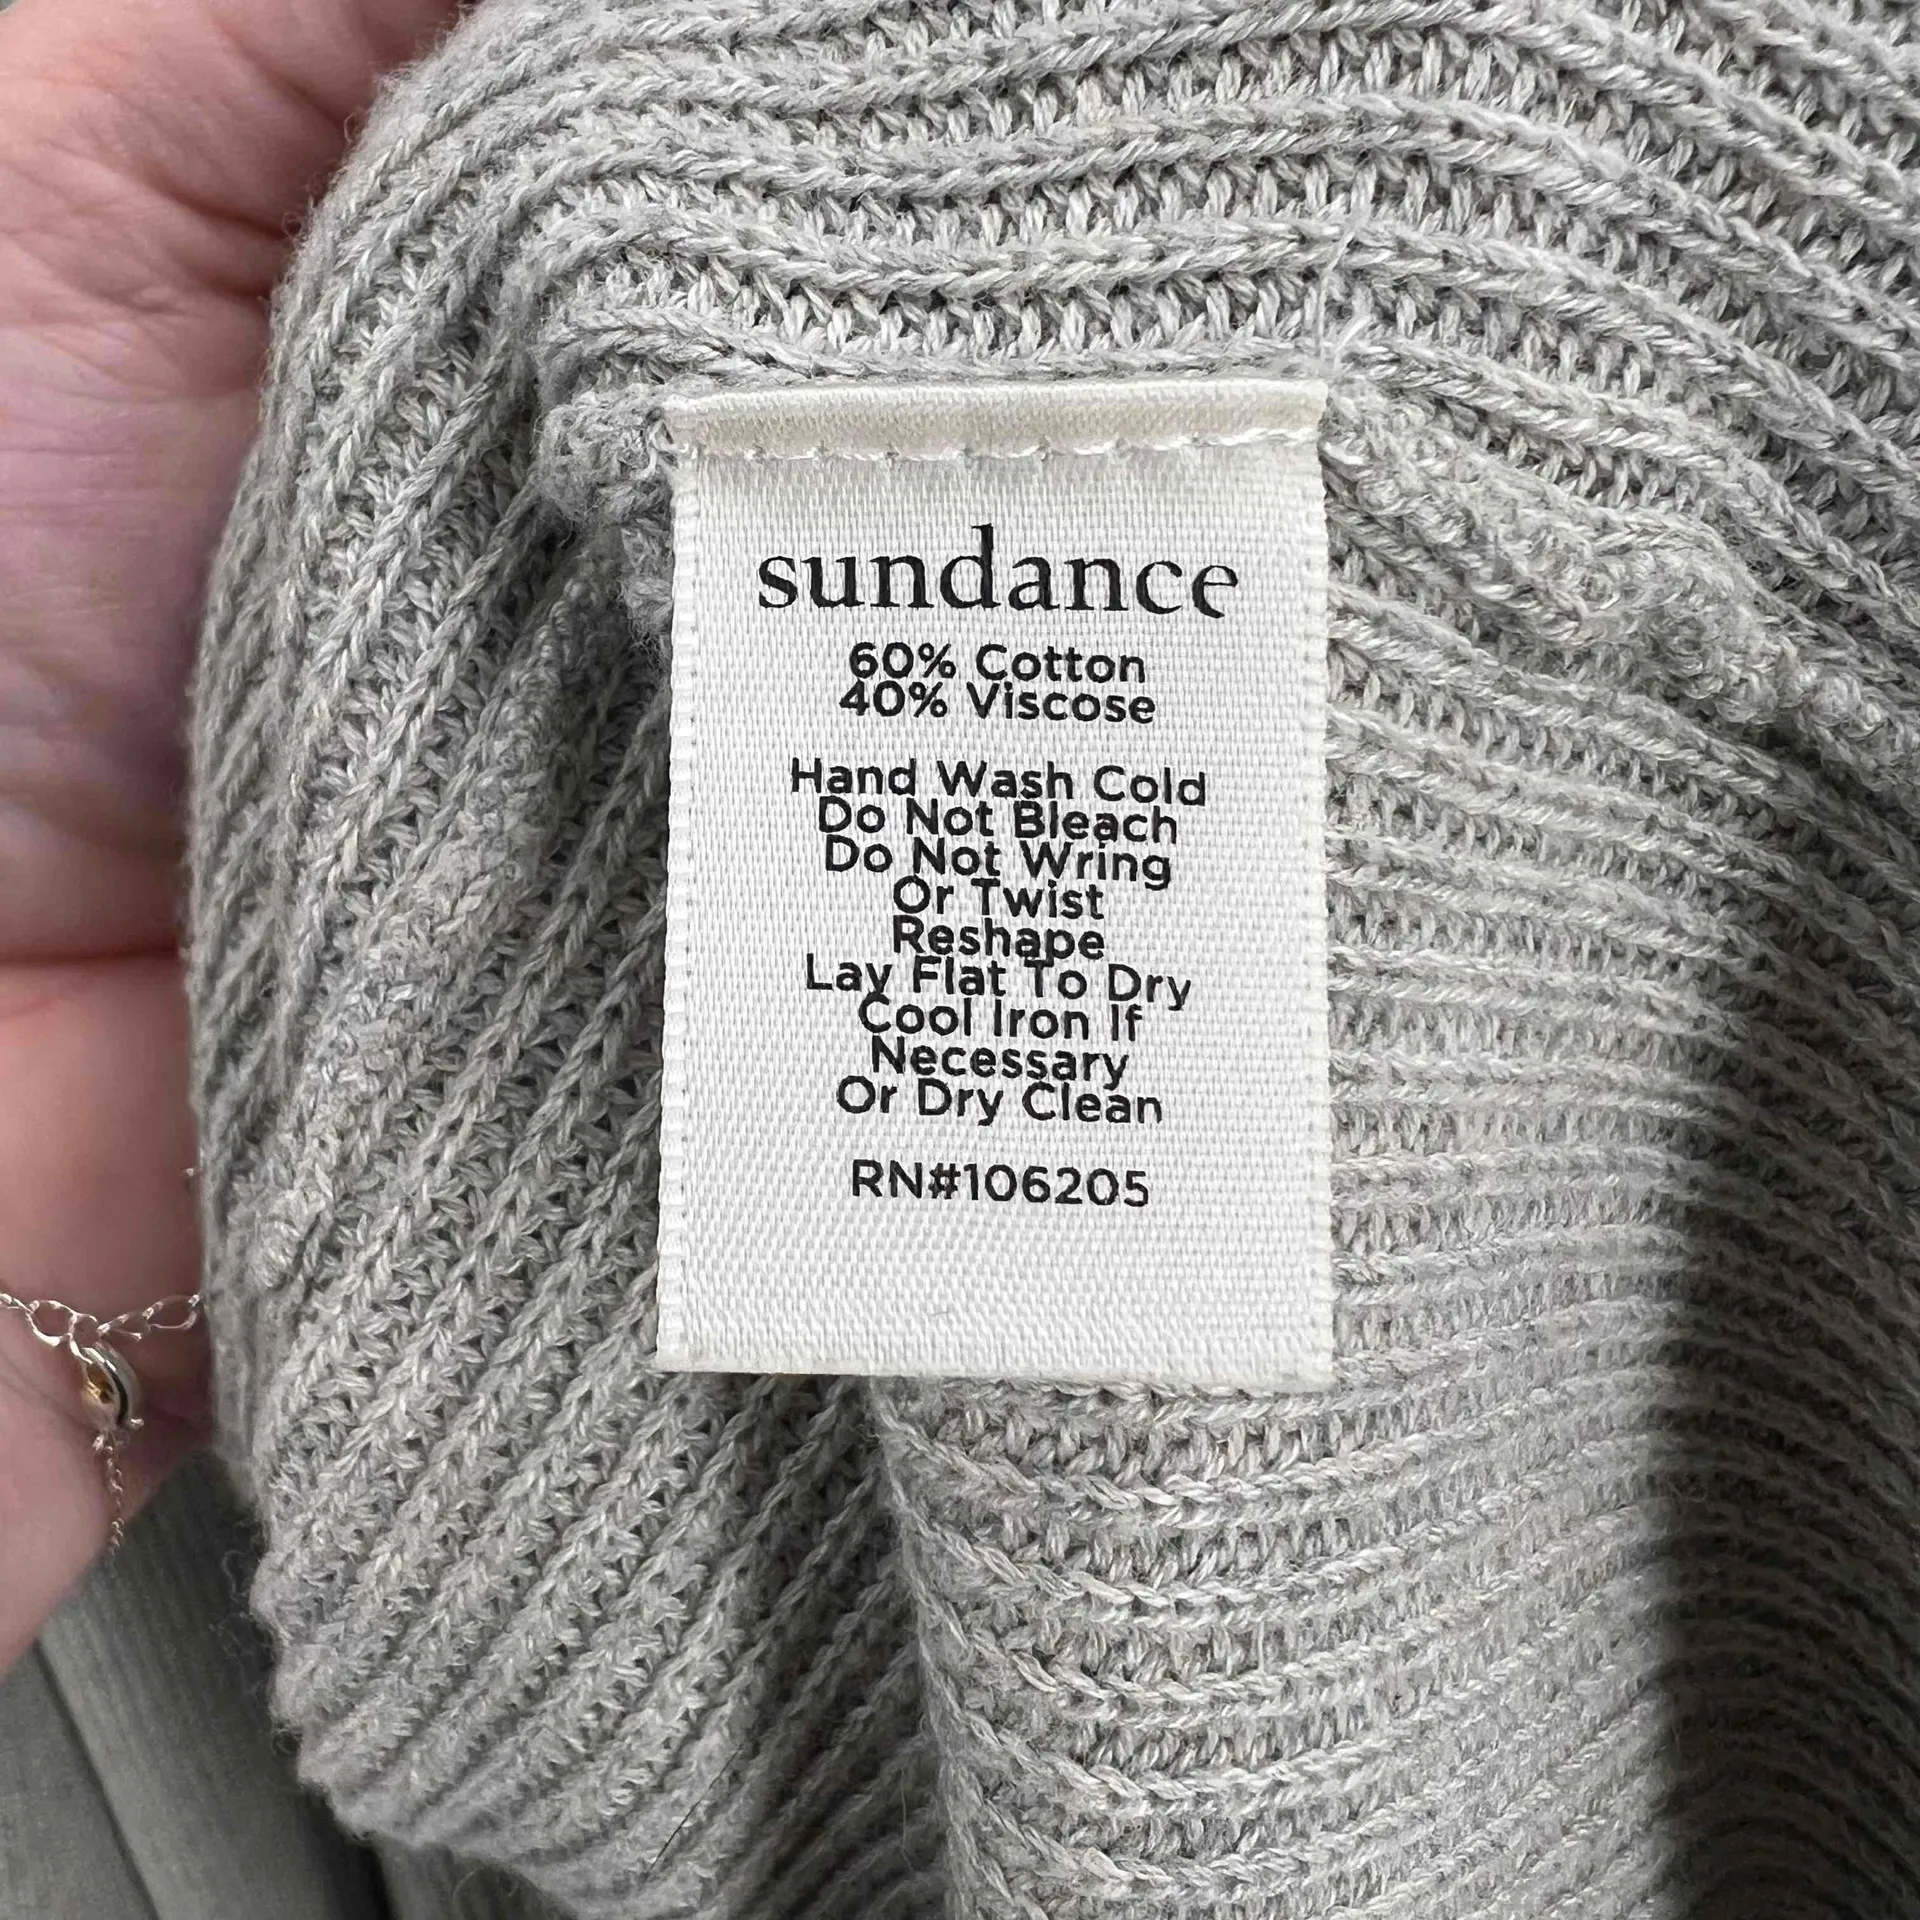 sundance
60% Cotton
40% Viscose
Hand Wash Cold
Do Not Bleach
Do Not Wring
Or Twist
Reshape
Lay Flat To Dry
Cool Iron If
Necessary
Or Dry Clean
RN#106205